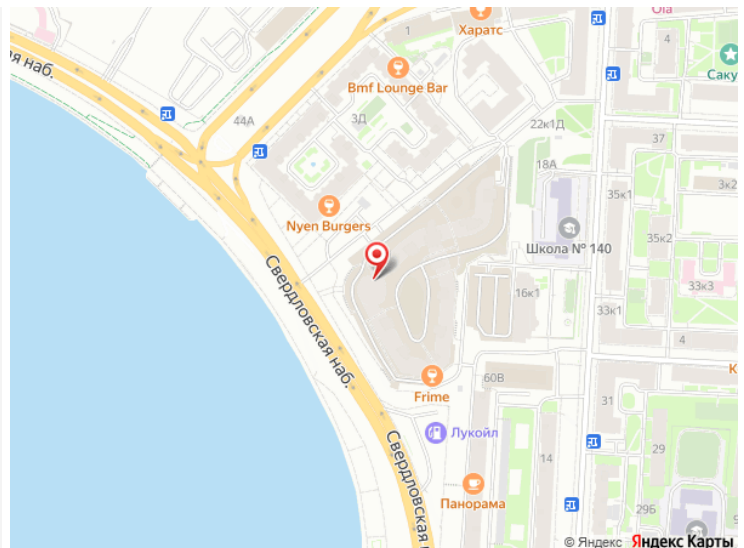 Ola
Харатс
1
4
Саку
я наб.
Bmf Lounge Bar
44А
3Д
22к1Д
37
18А
3к2
35к1
Nyen Burgers
Школа № 140
35к2
33к3
Свердловская наб.
16к1
33к1
4
К
60В
Frime
31
Лукойл
29
14
Свердловская н
Панорама
29Б
9
© Яндекс Яндекс Карты